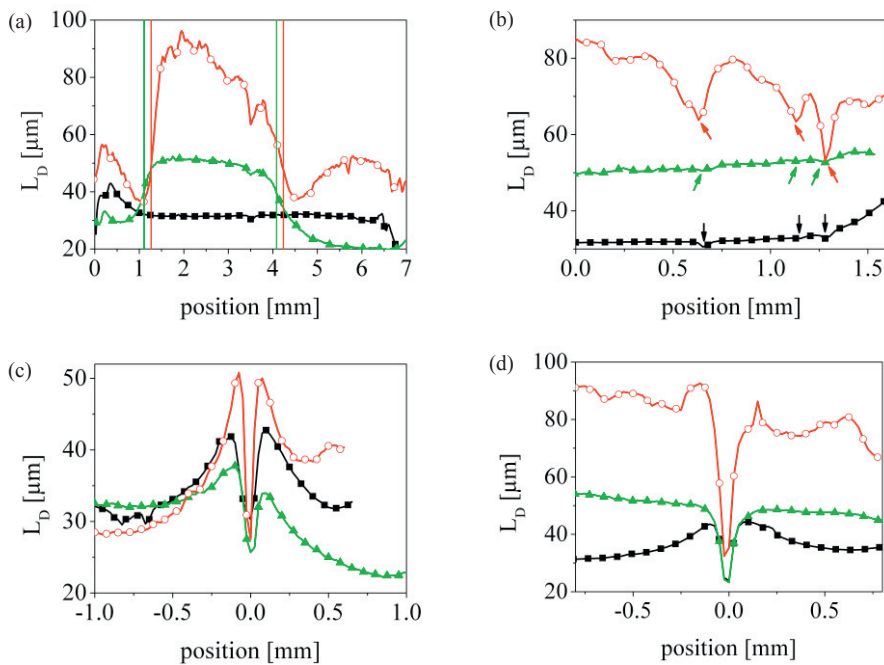 (a)
100
80
60
40
20
L_D [µm]
0 1 2 3 4 5 6 7
position [mm]
(b)
80
60
40
L_D [µm]
0.0 0.5 1.0 1.5
position [mm]
(c)
50
40
30
20
L_D [µm]
-1.0 -0.5 0.0 0.5 1.0
position [mm]
(d)
100
80
60
40
20
L_D [µm]
-0.5 0.0 0.5
position [mm]